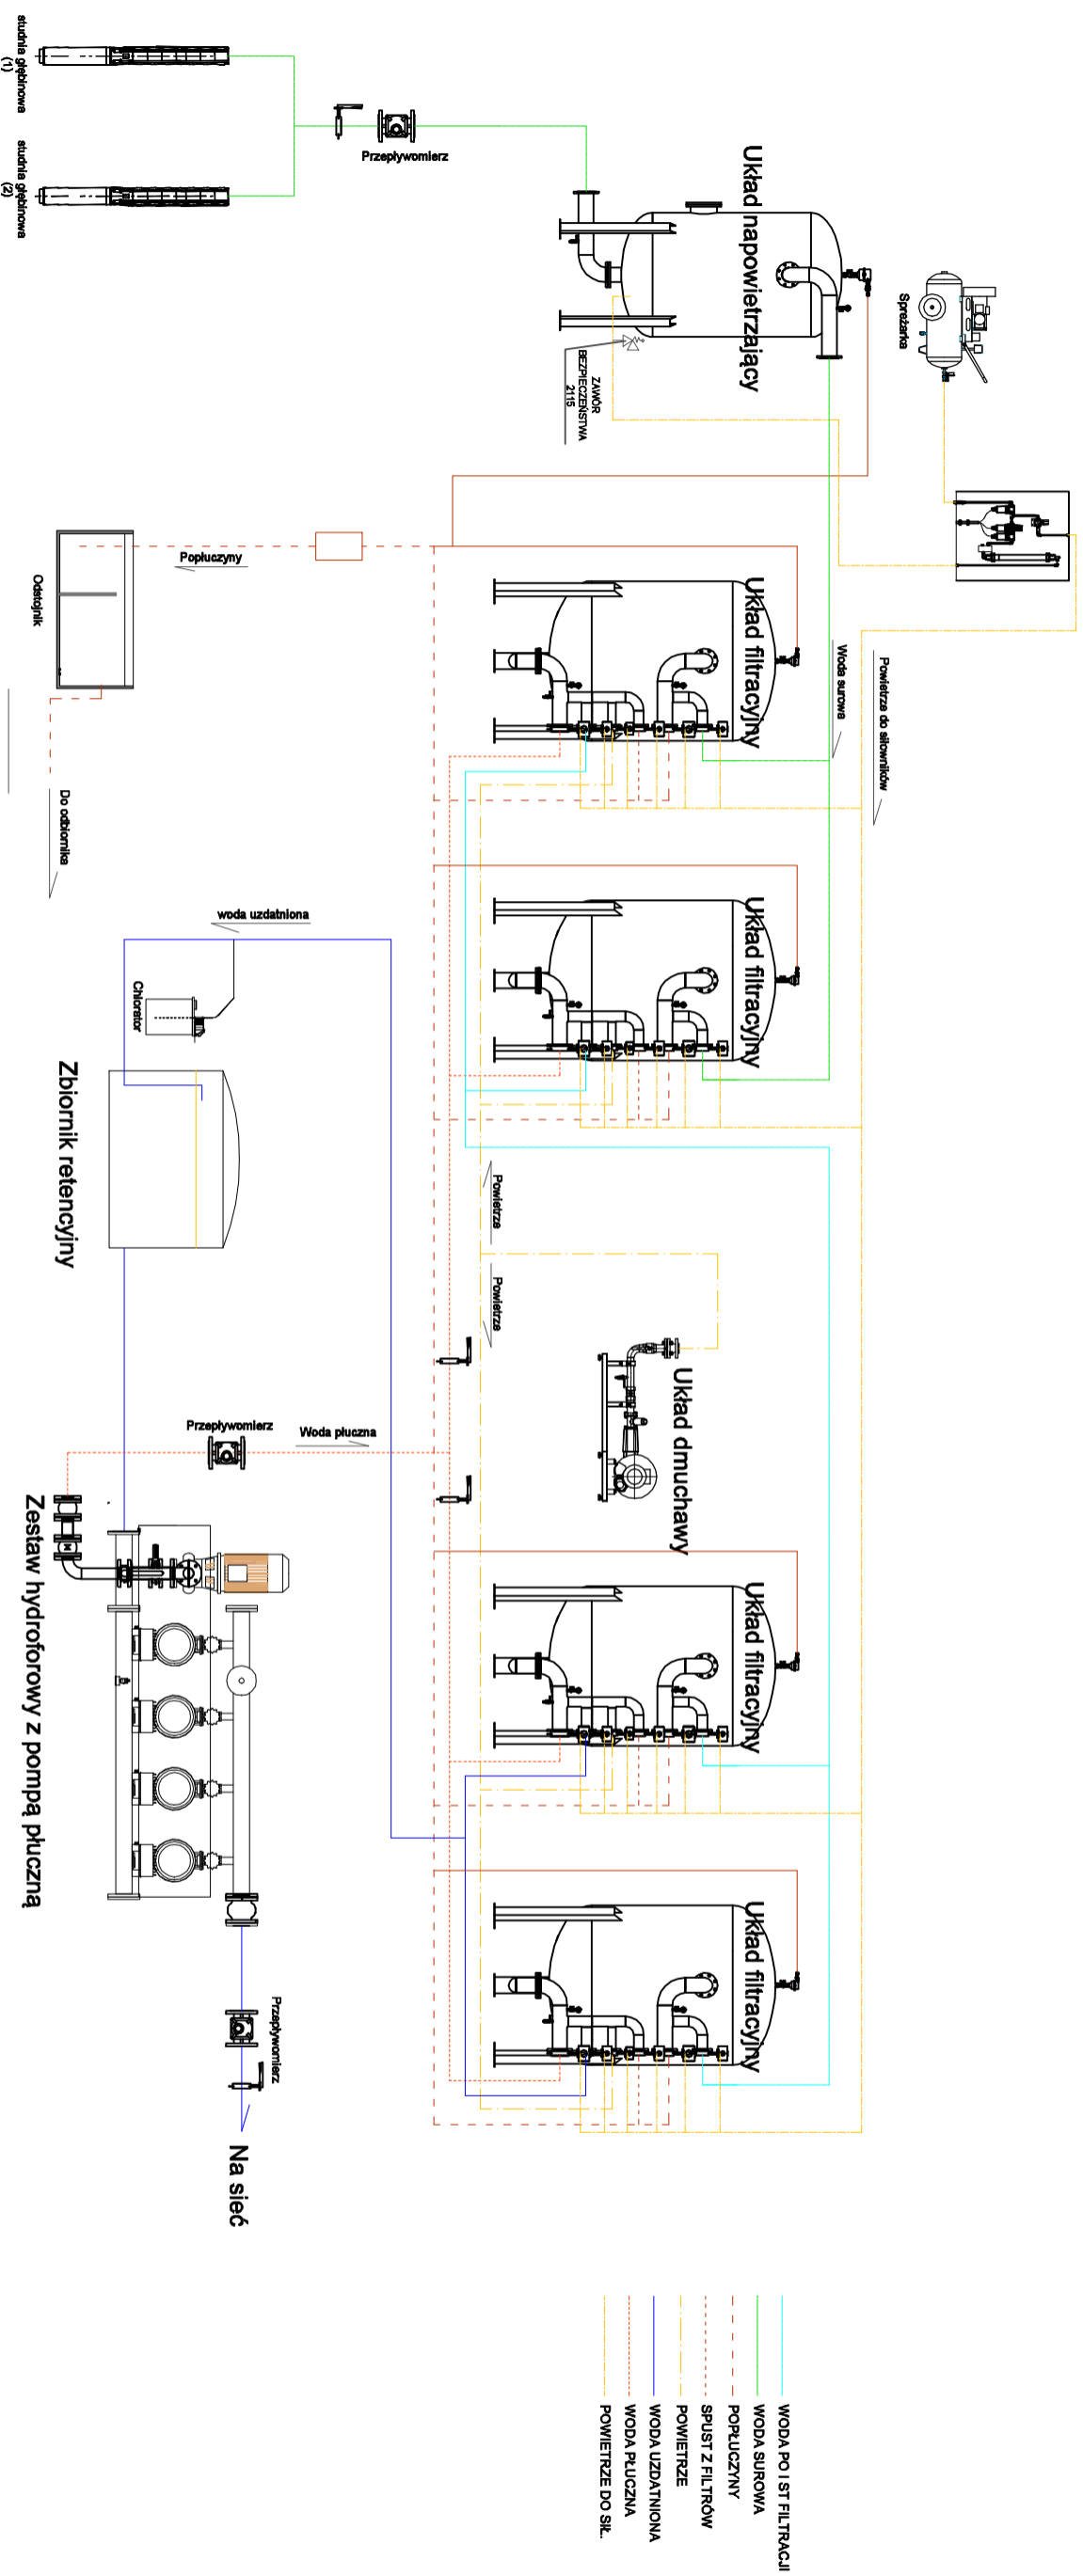 studnia głębinowa
(1)
studnia głębinowa
(2)
Przepływomierz
Układ napowietrzający
ZAWÓR
BEZPIECZEŃSTWA
2115
Sprężarka
Powietrze do siłowników
Woda surowa
Układ filtracyjny
Układ filtracyjny
Układ dmuchawy
Układ filtracyjny
Układ filtracyjny
Powietrze
Powietrze
Popłuczyny
Odstojnik
Do odbiornika
woda uzdatniona
Chlorator
Zbiornik retencyjny
Przepływomierz
Woda płuczna
Zestaw hydroforowy z pompą płuczną
Przepływomierz
Na sieć
WODA PO I ST FILTRACJI
WODA SUROWA
POPŁUCZYNY
SPUST Z FILTRÓW
POWIETRZE
WODA UZDATNIONA
WODA PŁUCZNA
POWIETRZE DO SIŁ.